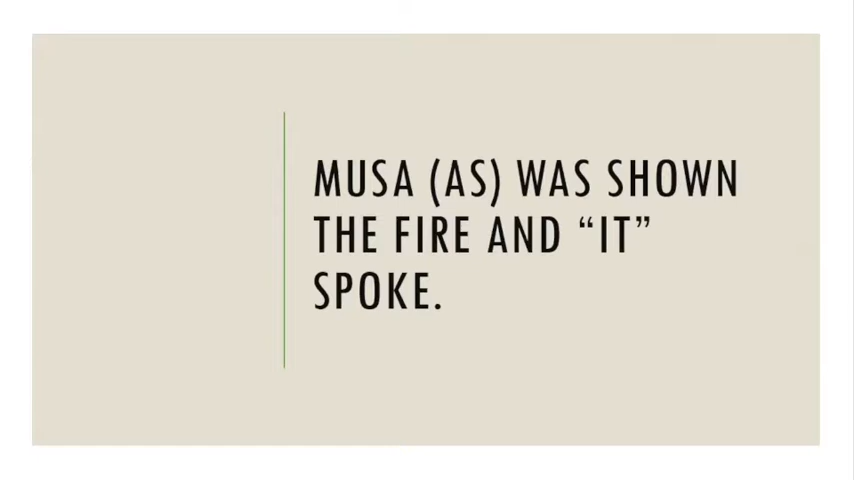 MUSA (AS) WAS SHOWN
THE FIRE AND “IT”
SPOKE.